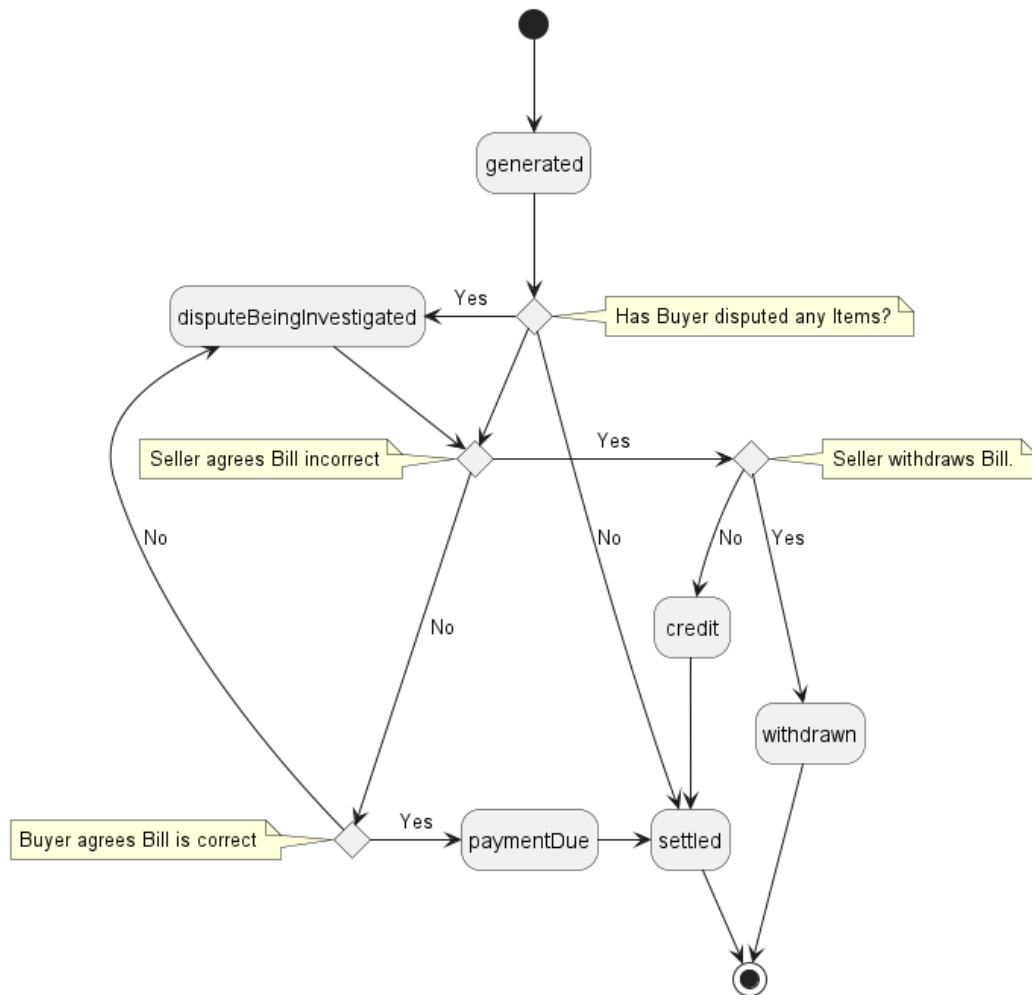 generated
Yes
disputeBeingInvestigated
Has Buyer disputed any Items?
Yes
Seller agrees Bill incorrect
Seller withdraws Bill.
No
No
No
Yes
credit
No
withdrawn
Yes
Buyer agrees Bill is correct
paymentDue
settled